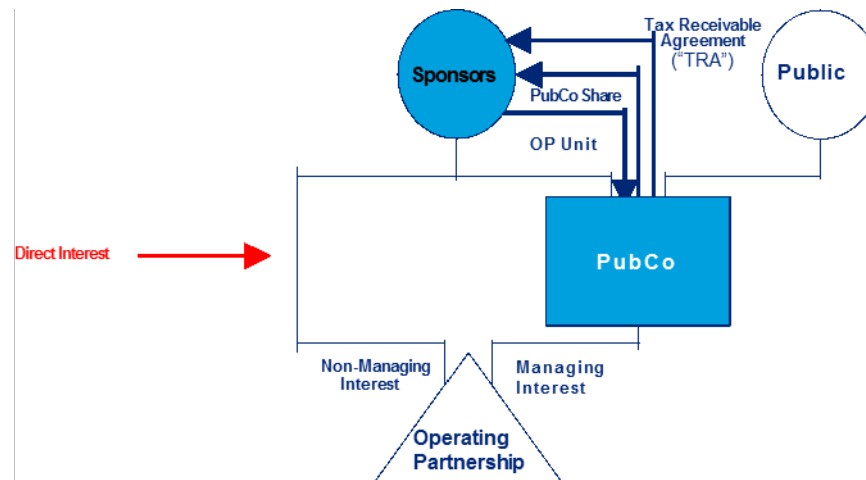 Tax Receivable
Agreement
("TRA")
Sponsors
Public
PubCo Share
OP Unit
Direct Interest
PubCo
Non-Managing
Interest
Managing
Interest
Operating
Partnership